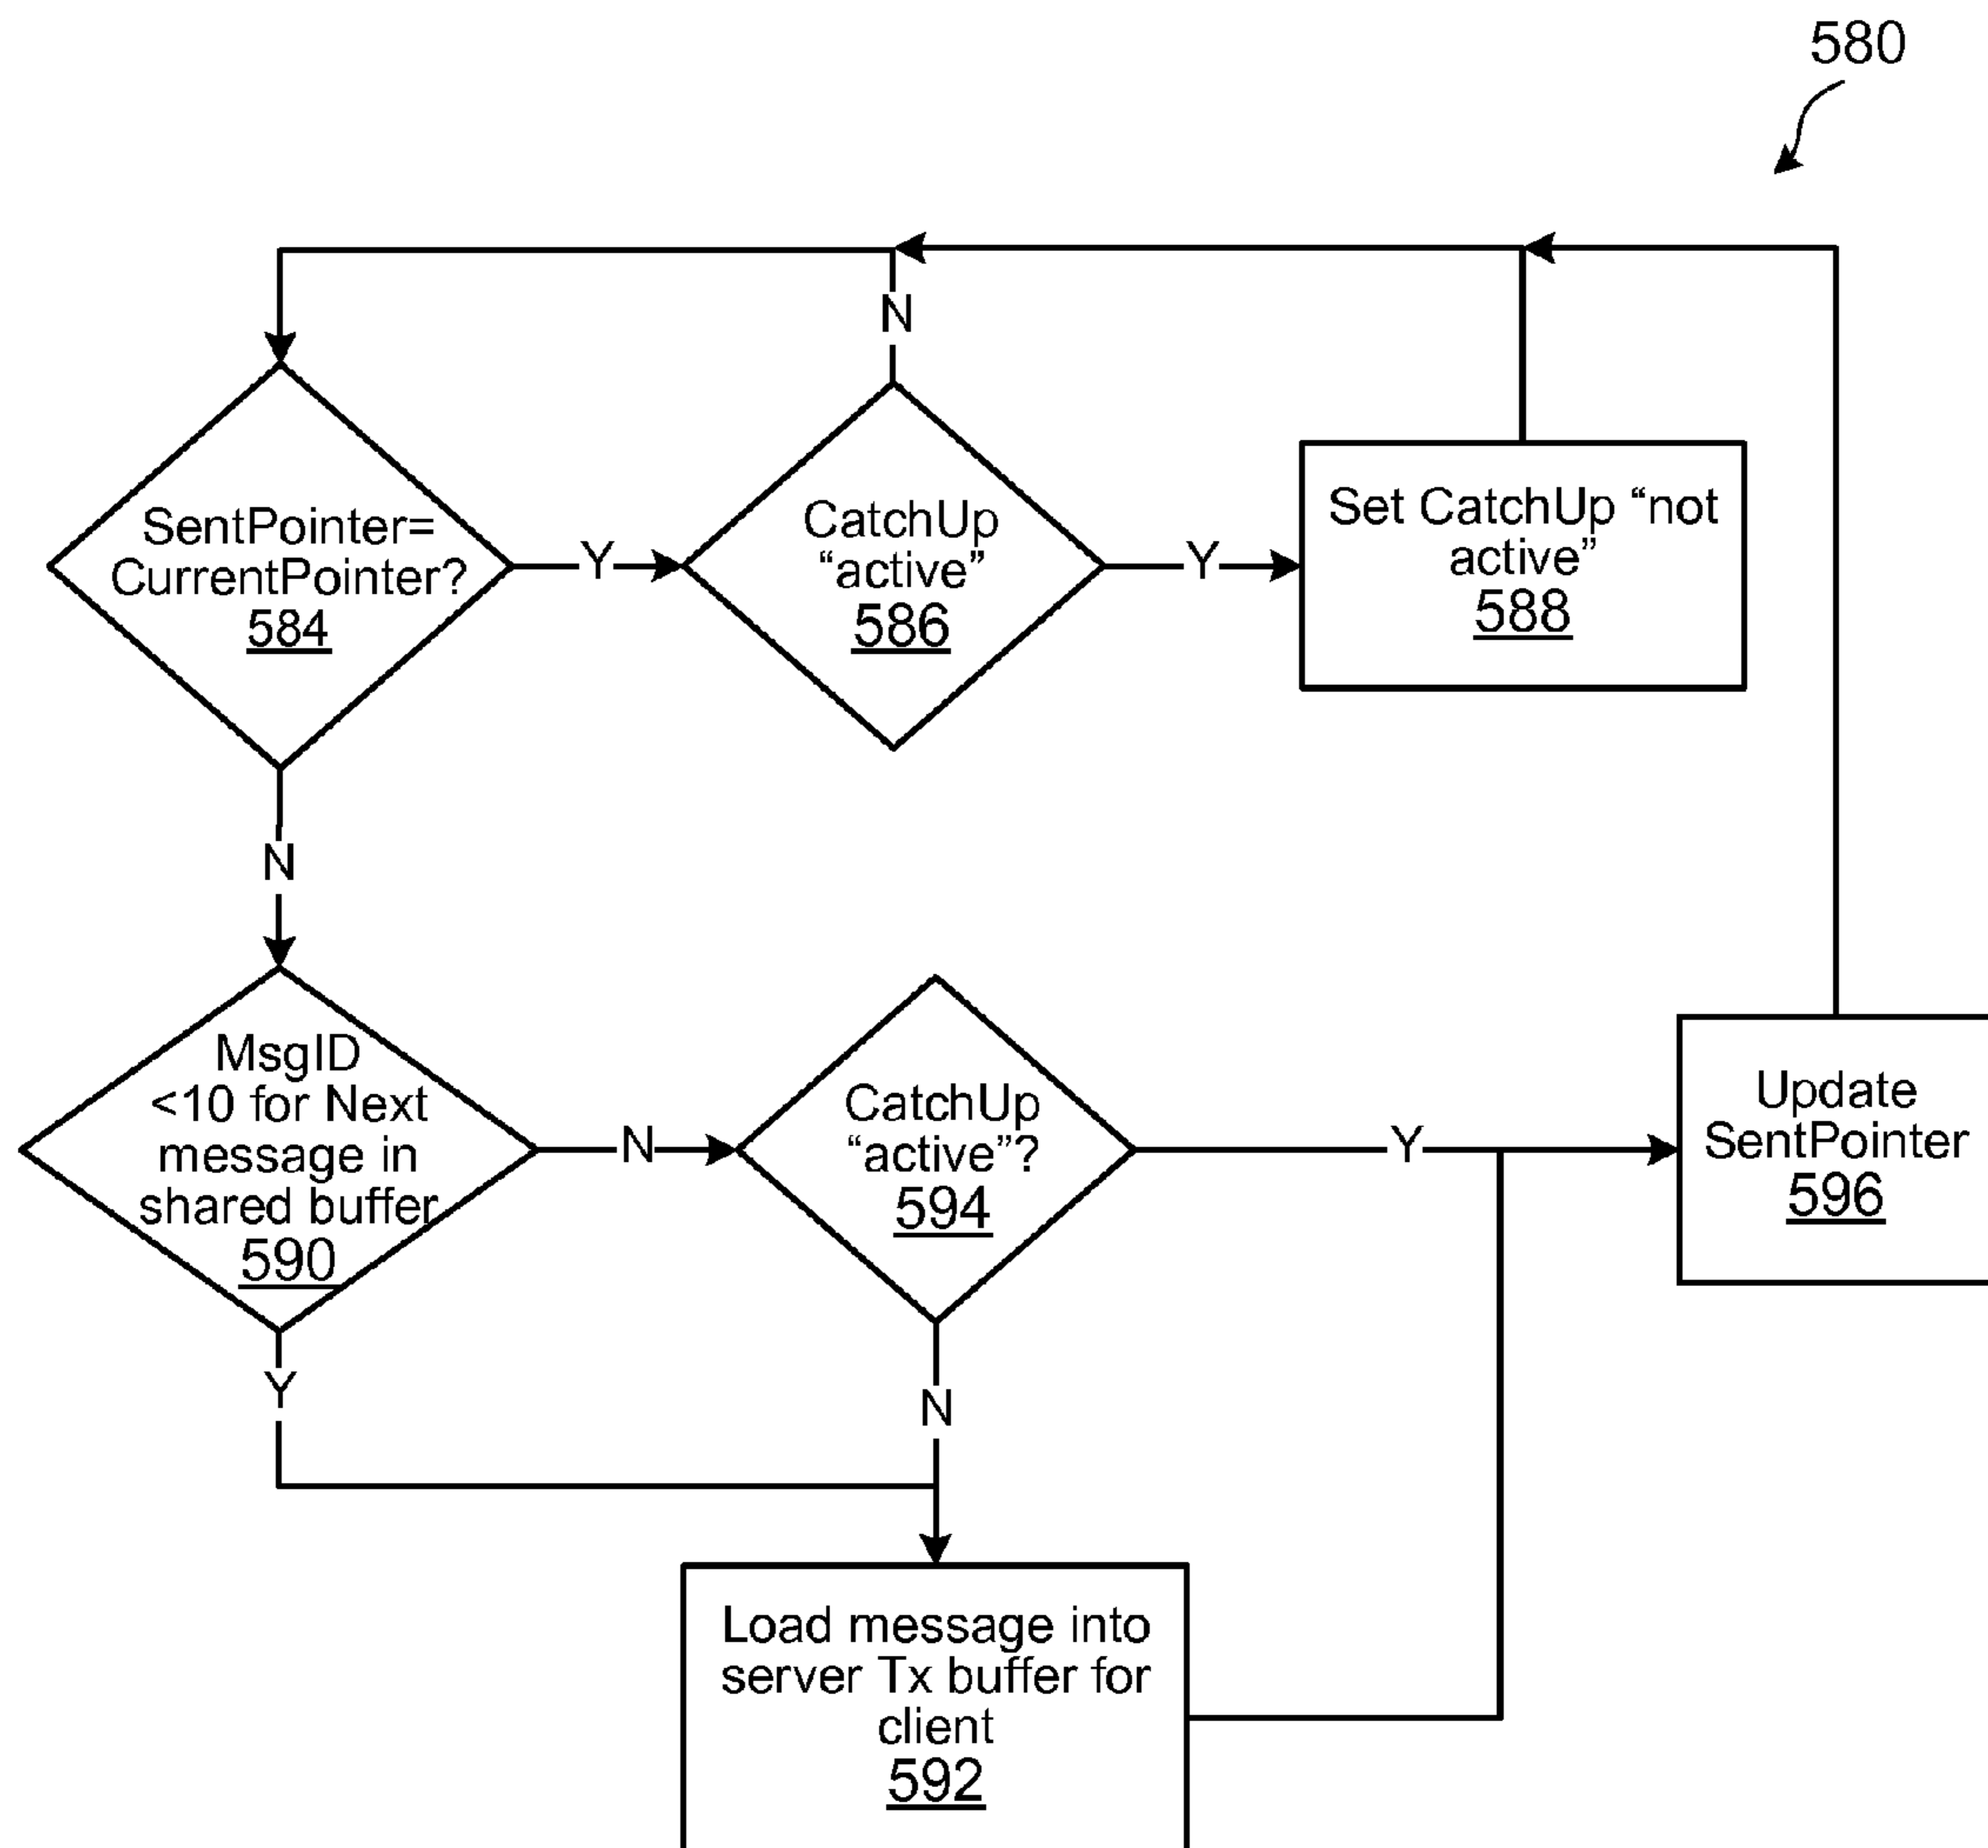 580
N
SentPointer=
CurrentPointer?
584
Y
CatchUp
“active”
586
Y
Set CatchUp “not
active”
588
N
MsgID
<10 for Next
message in
shared buffer
590
N
CatchUp
“active”?
594
Y
Update
SentPointer
596
Y
N
Load message into
server Tx buffer for
client
592